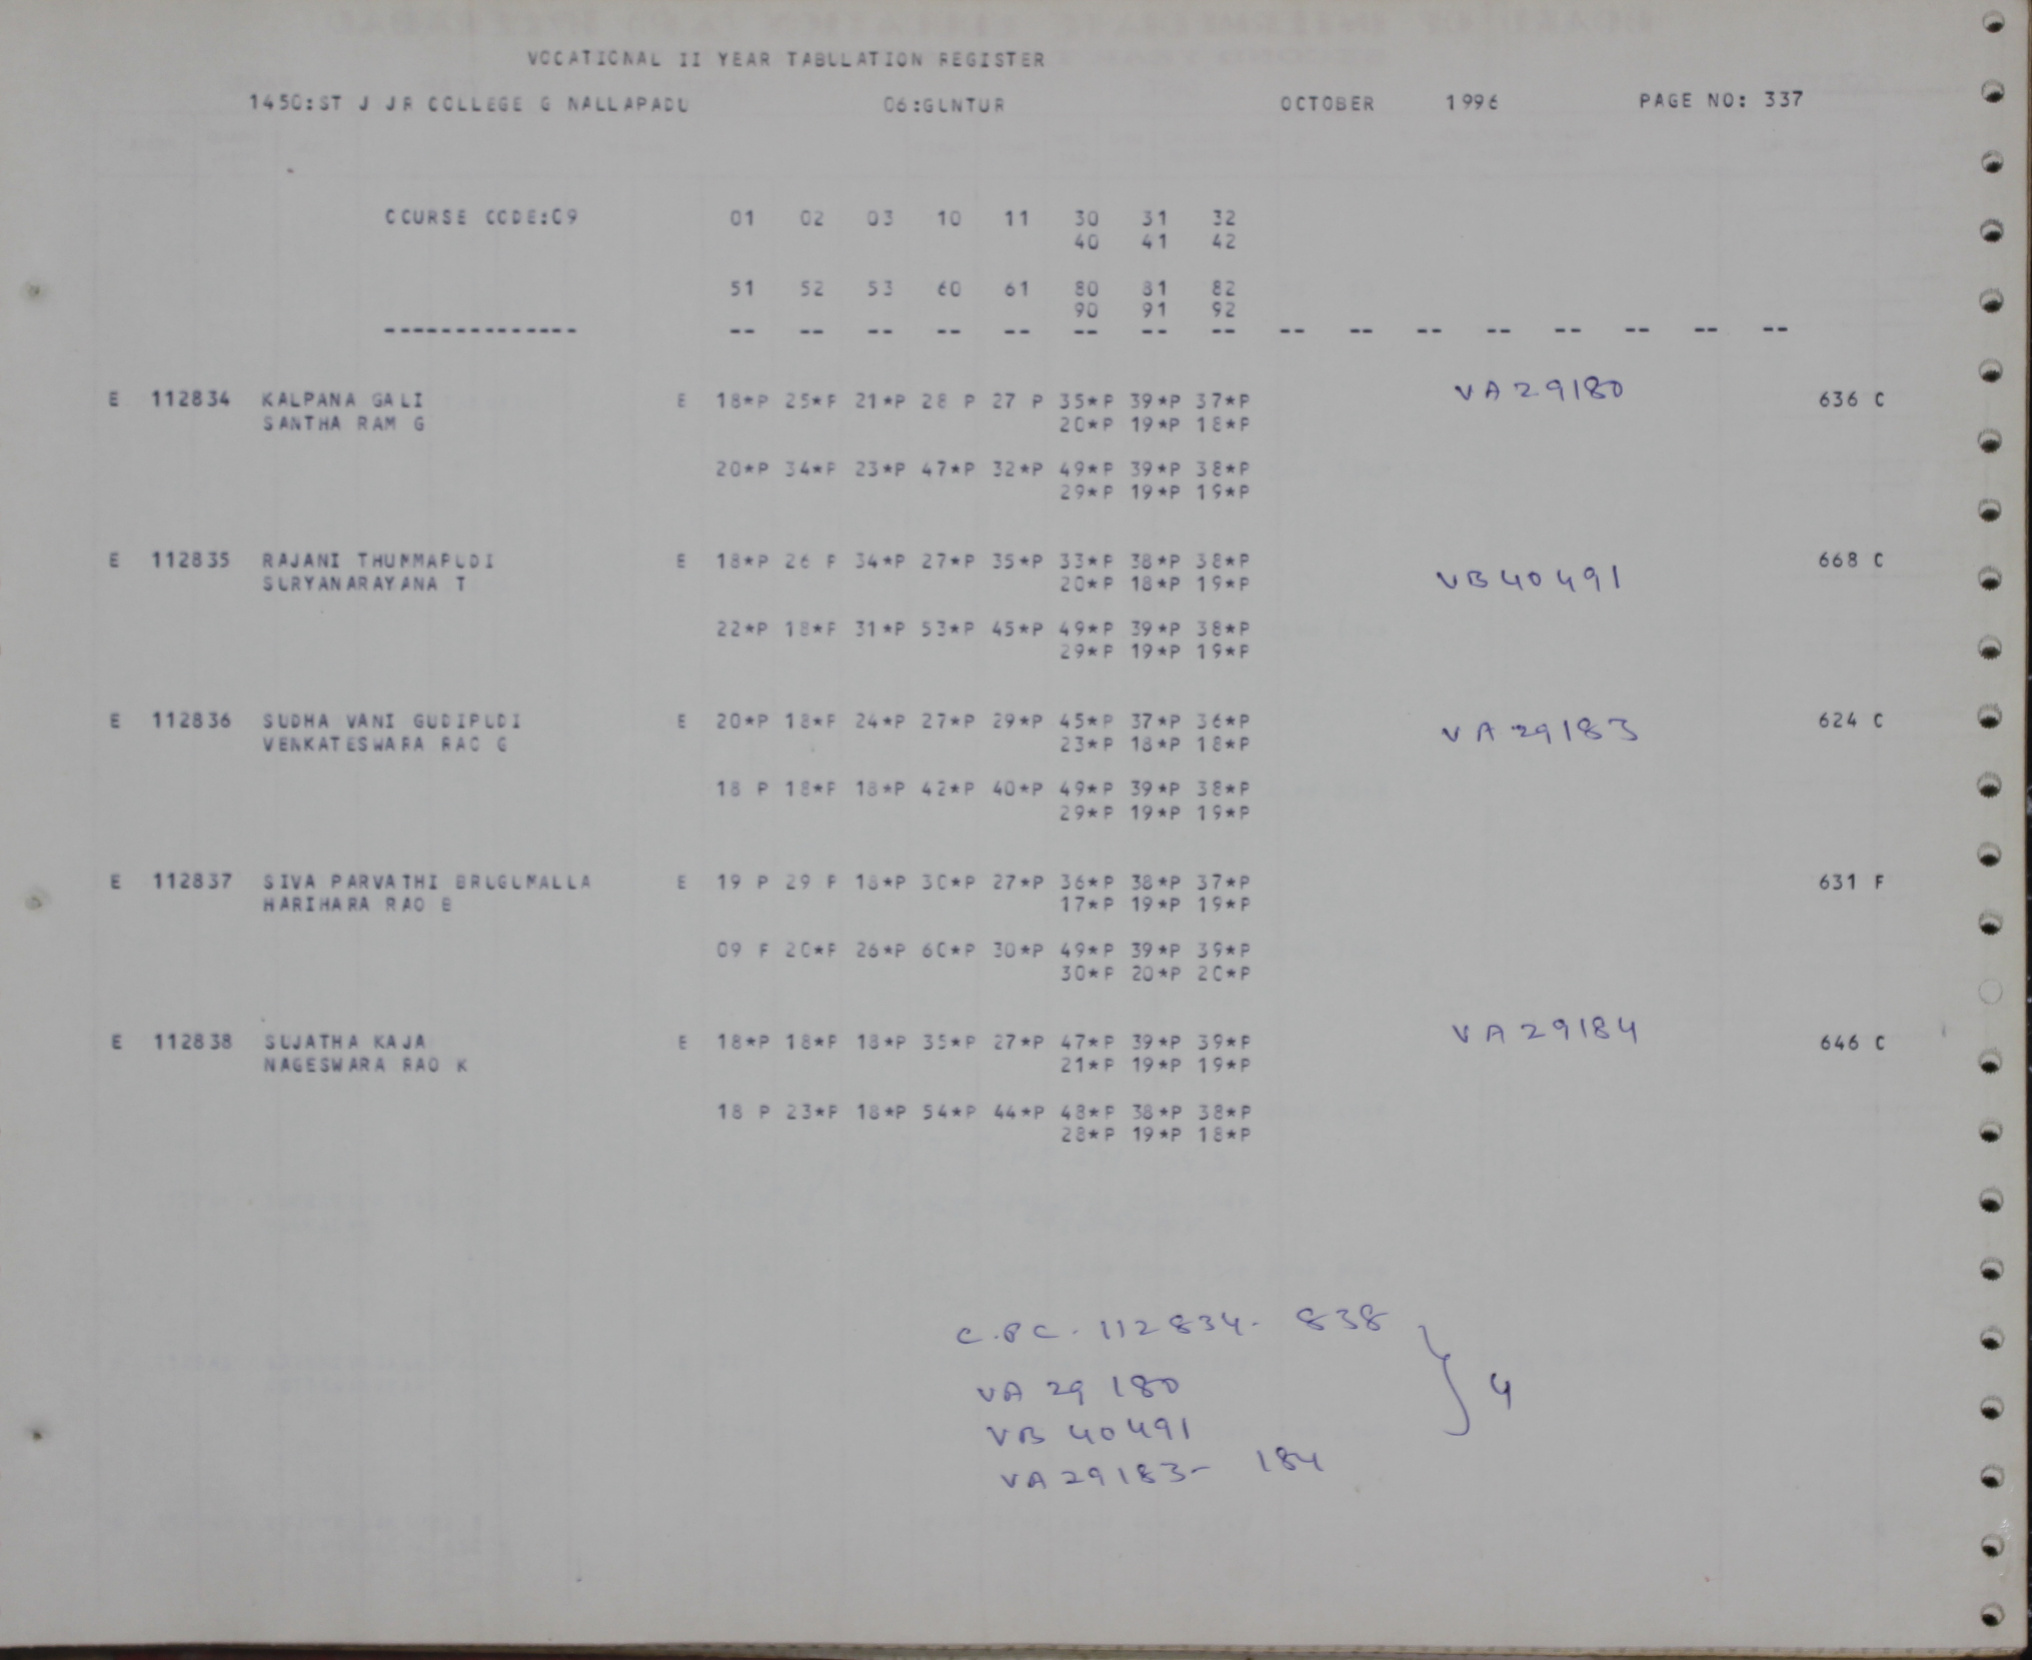 VOCATIONAL II YEAR TABULATION REGISTER
1450:ST J JR COLLEGE G NALLAPADU 06:GUNTUR OCTOBER 1996 PAGE NO: 337
COURSE CODE:09 01 02 03 10 11 30 31 32
40 41 42
51 52 53 60 61 80 81 82
90 91 92
-------------- -- -- -- -- -- -- -- -- -- -- -- -- -- -- -- --
E 112834 KALPANA GALI E 18*P 25*P 21*P 28 P 27 P 35*P 39*P 37*P VA29180 636 C
SANTHA RAM G 20*P 19*P 18*P
20*P 34*P 23*P 47*P 32*P 49*P 39*P 38*P
29*P 19*P 19*P
E 112835 RAJANI THUMMAPUDI E 18*P 26 P 34*P 27*P 35*P 33*P 38*P 38*P VB40491 668 C
SURYANARAYANA T 20*P 18*P 19*P
22*P 18*P 31*P 53*P 45*P 49*P 39*P 38*P
29*P 19*P 19*P
E 112836 SUDHA VANI GUDIPUDI E 20*P 18*P 24*P 27*P 29*P 45*P 37*P 36*P VA29183 624 C
VENKATESWARA RAO G 23*P 18*P 18*P
18 P 18*P 18*P 42*P 40*P 49*P 39*P 38*P
29*P 19*P 19*P
E 112837 SIVA PARVATHI BRUGUMALLA E 19 P 29 P 18*P 30*P 27*P 36*P 38*P 37*P 631 F
HARIHARA RAO B 17*P 19*P 19*P
09 F 20*P 26*P 60*P 30*P 49*P 39*P 39*P
30*P 20*P 20*P
E 112838 SUJATHA KAJA E 18*P 18*P 18*P 35*P 27*P 47*P 39*P 39*P VA29184 646 C
NAGESWARA RAO K 21*P 19*P 19*P
18 P 23*P 18*P 54*P 44*P 48*P 38*P 38*P
28*P 19*P 18*P
C.P C. 112834- 838
VA 29 180
VB 40491
VA29183- 184
} 4